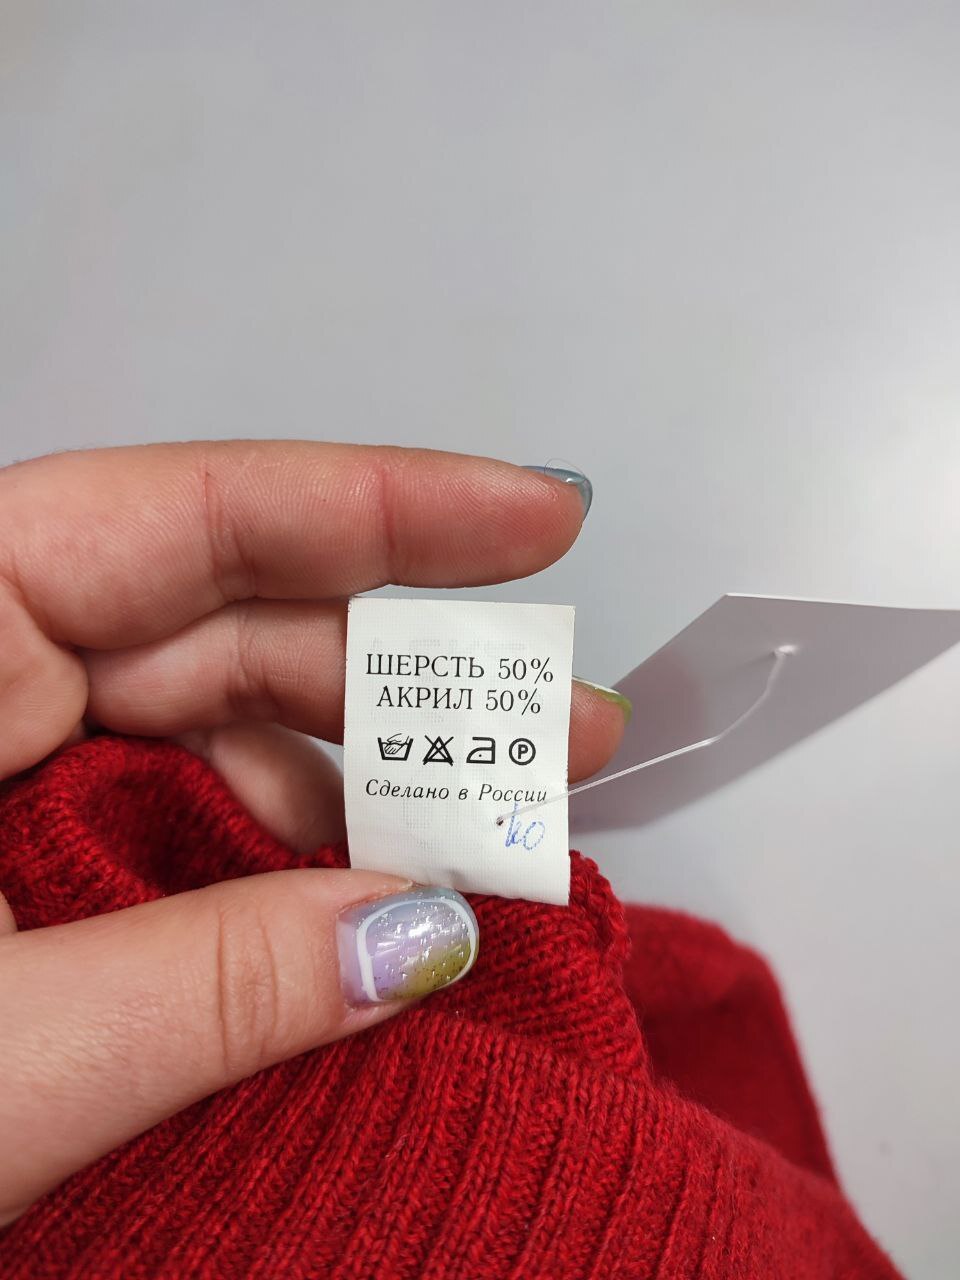 ШЕРСТЬ 50%
АКРИЛ 50%
Ⓟ
Сделано в России